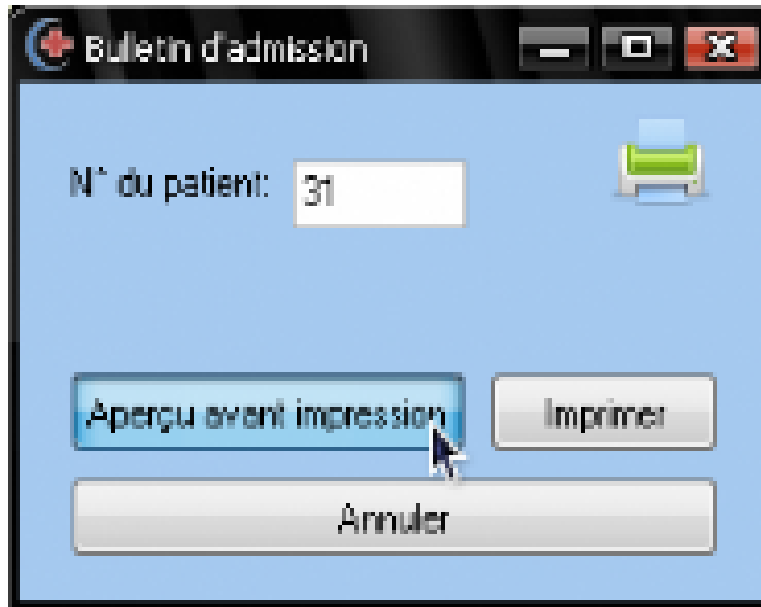 Bulletin d'admission
N° du patient: 31
Aperçu avant impression Imprimer
Annuler